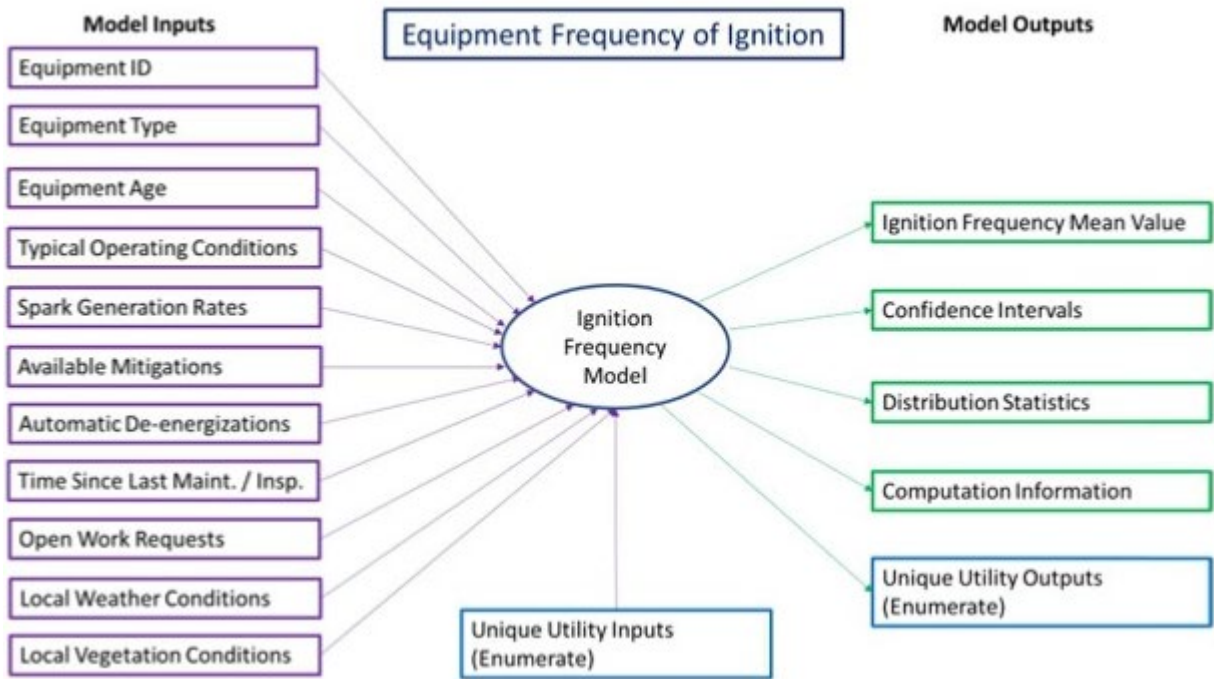 Model Inputs
Equipment Frequency of Ignition
Model Outputs
Equipment ID
Equipment Type
Equipment Age
Typical Operating Conditions
Spark Generation Rates
Available Mitigations
Automatic De-energizations
Time Since Last Maint. / Insp.
Open Work Requests
Local Weather Conditions
Local Vegetation Conditions
Ignition
Frequency
Model
Unique Utility Inputs
(Enumerate)
Ignition Frequency Mean Value
Confidence Intervals
Distribution Statistics
Computation Information
Unique Utility Outputs
(Enumerate)